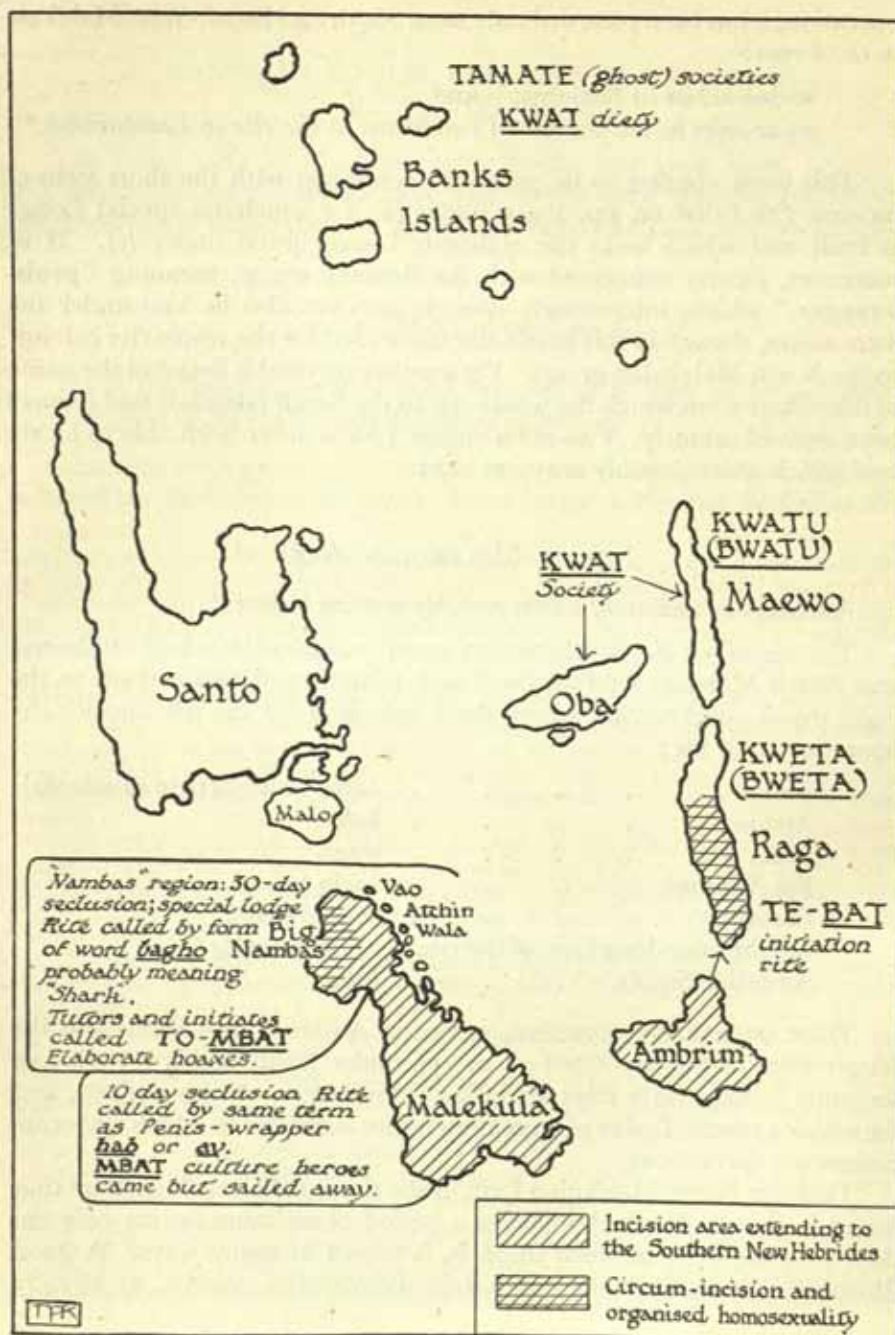 TAMATE (ghost) societies
KWAT diety
Banks
Islands
KWATU
(BWATU)
Maewo
KWAT
Society
Oba
Santo
Malo
KWETA
(BWETA)
Raga
TE-BAT
initiation
rite
Ambrim
"Nambas" region: 30-day
seclusion; special lodge
Rite called by form
of word bagho
probably meaning
"Shark".
Tutors and initiates
called TO-MBAT
Elaborate hoaxes.
Big
Nambas
Vao
Atchin
Wala
Malekula
10 day seclusion Rite
called by same term
as Penis-wrapper
hab or av.
MBAT culture heroes
came but sailed away.
Incision area extending to
the Southern New Hebrides
Circum-incision and
organised homosexuality